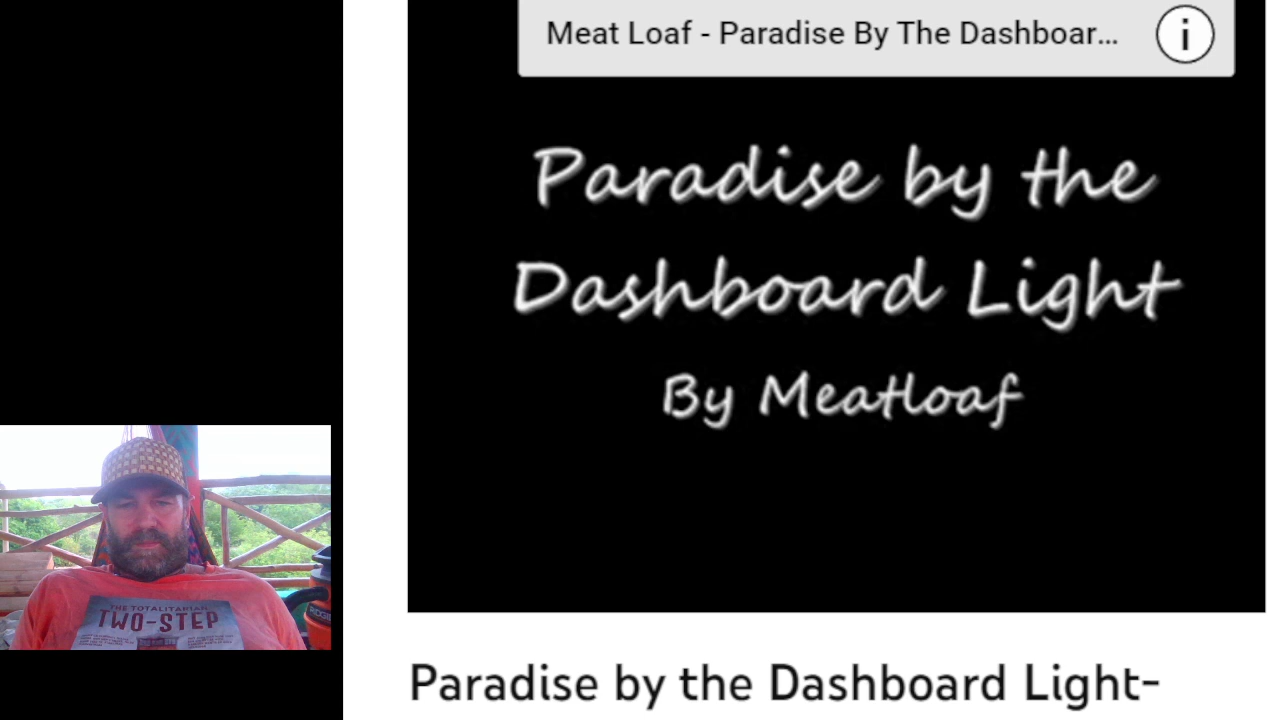 Meat Loaf - Paradise By The Dashboar...
i
Paradise by the
Dashboard Light
By Meatloaf
Paradise by the Dashboard Light-
THE TOTALITARIAN
TWO-STEP
RIDGID